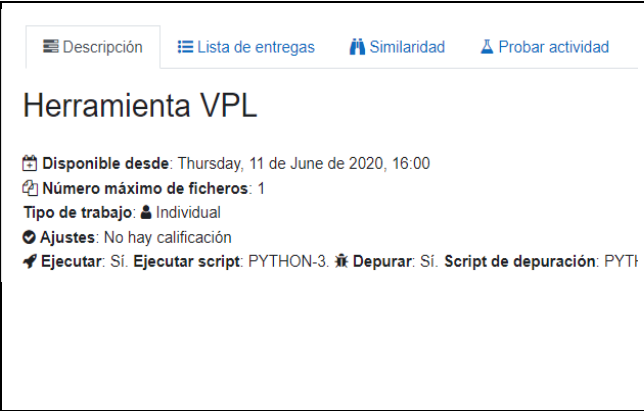 Descripción Lista de entregas Similaridad Probar actividad
Herramienta VPL
Disponible desde: Thursday, 11 de June de 2020, 16:00
Número máximo de ficheros: 1
Tipo de trabajo: Individual
Ajustes: No hay calificación
Ejecutar: Sí. Ejecutar script: PYTHON-3. Depurar: Sí. Script de depuración: